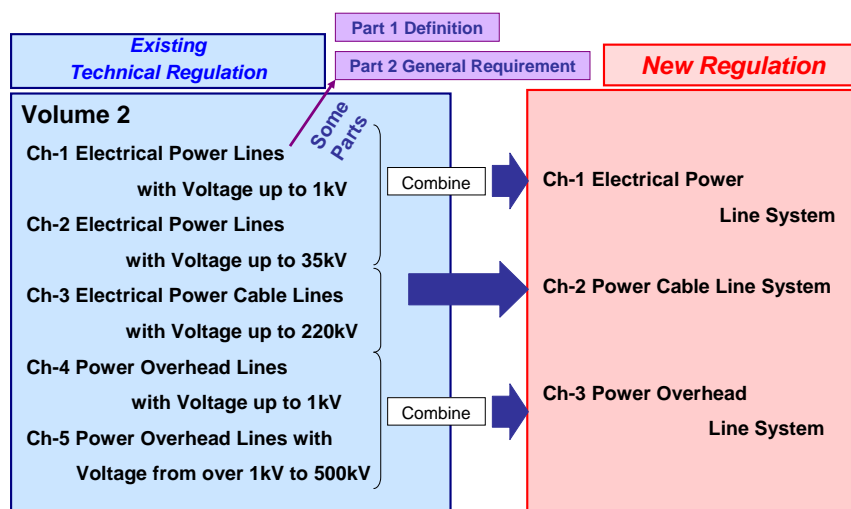 Existing
Technical Regulation
Part 1 Definition
Part 2 General Requirement
New Regulation
Volume 2
Some
Parts
Ch-1 Electrical Power Lines
with Voltage up to 1kV
Ch-2 Electrical Power Lines
with Voltage up to 35kV
Ch-3 Electrical Power Cable Lines
with Voltage up to 220kV
Ch-4 Power Overhead Lines
with Voltage up to 1kV
Ch-5 Power Overhead Lines with
Voltage from over 1kV to 500kV
Combine
Combine
Ch-1 Electrical Power
Line System
Ch-2 Power Cable Line System
Ch-3 Power Overhead
Line System